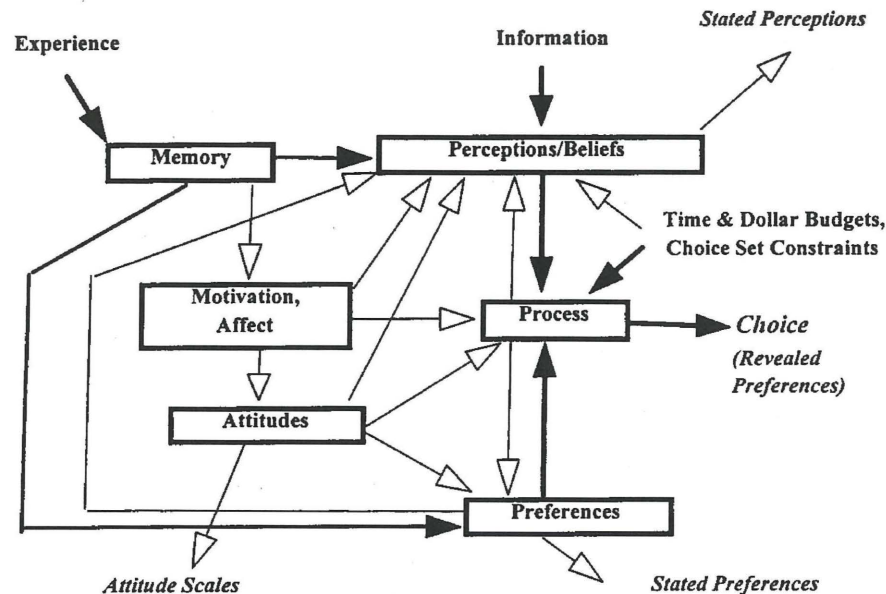 Stated Perceptions
Experience
Information
Memory
Perceptions/Beliefs
Time & Dollar Budgets,
Choice Set Constraints
Motivation,
Affect
Process
Choice
(Revealed
Preferences)
Attitudes
Preferences
Attitude Scales
Stated Preferences